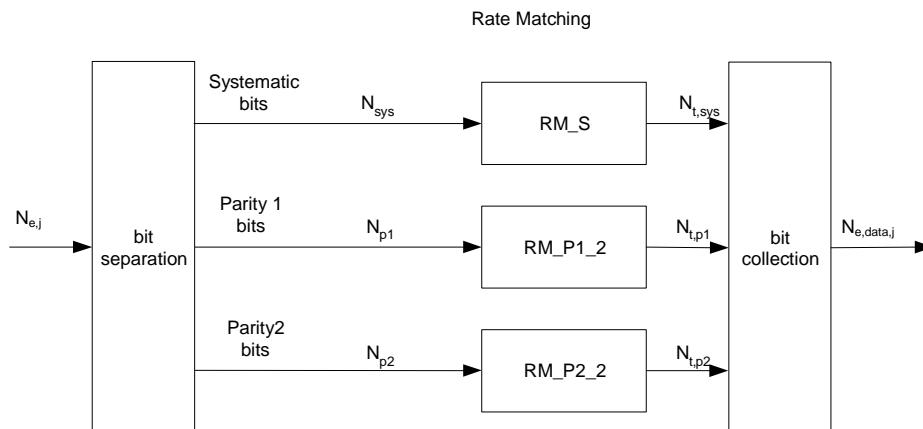 Rate Matching
Systematic
bits
N_sys
RM_S
N_t,sys
N_e,j
bit
separation
Parity 1
bits
N_p1
RM_P1_2
N_t,p1
bit
collection
N_e,data,j
Parity2
bits
N_p2
RM_P2_2
N_t,p2